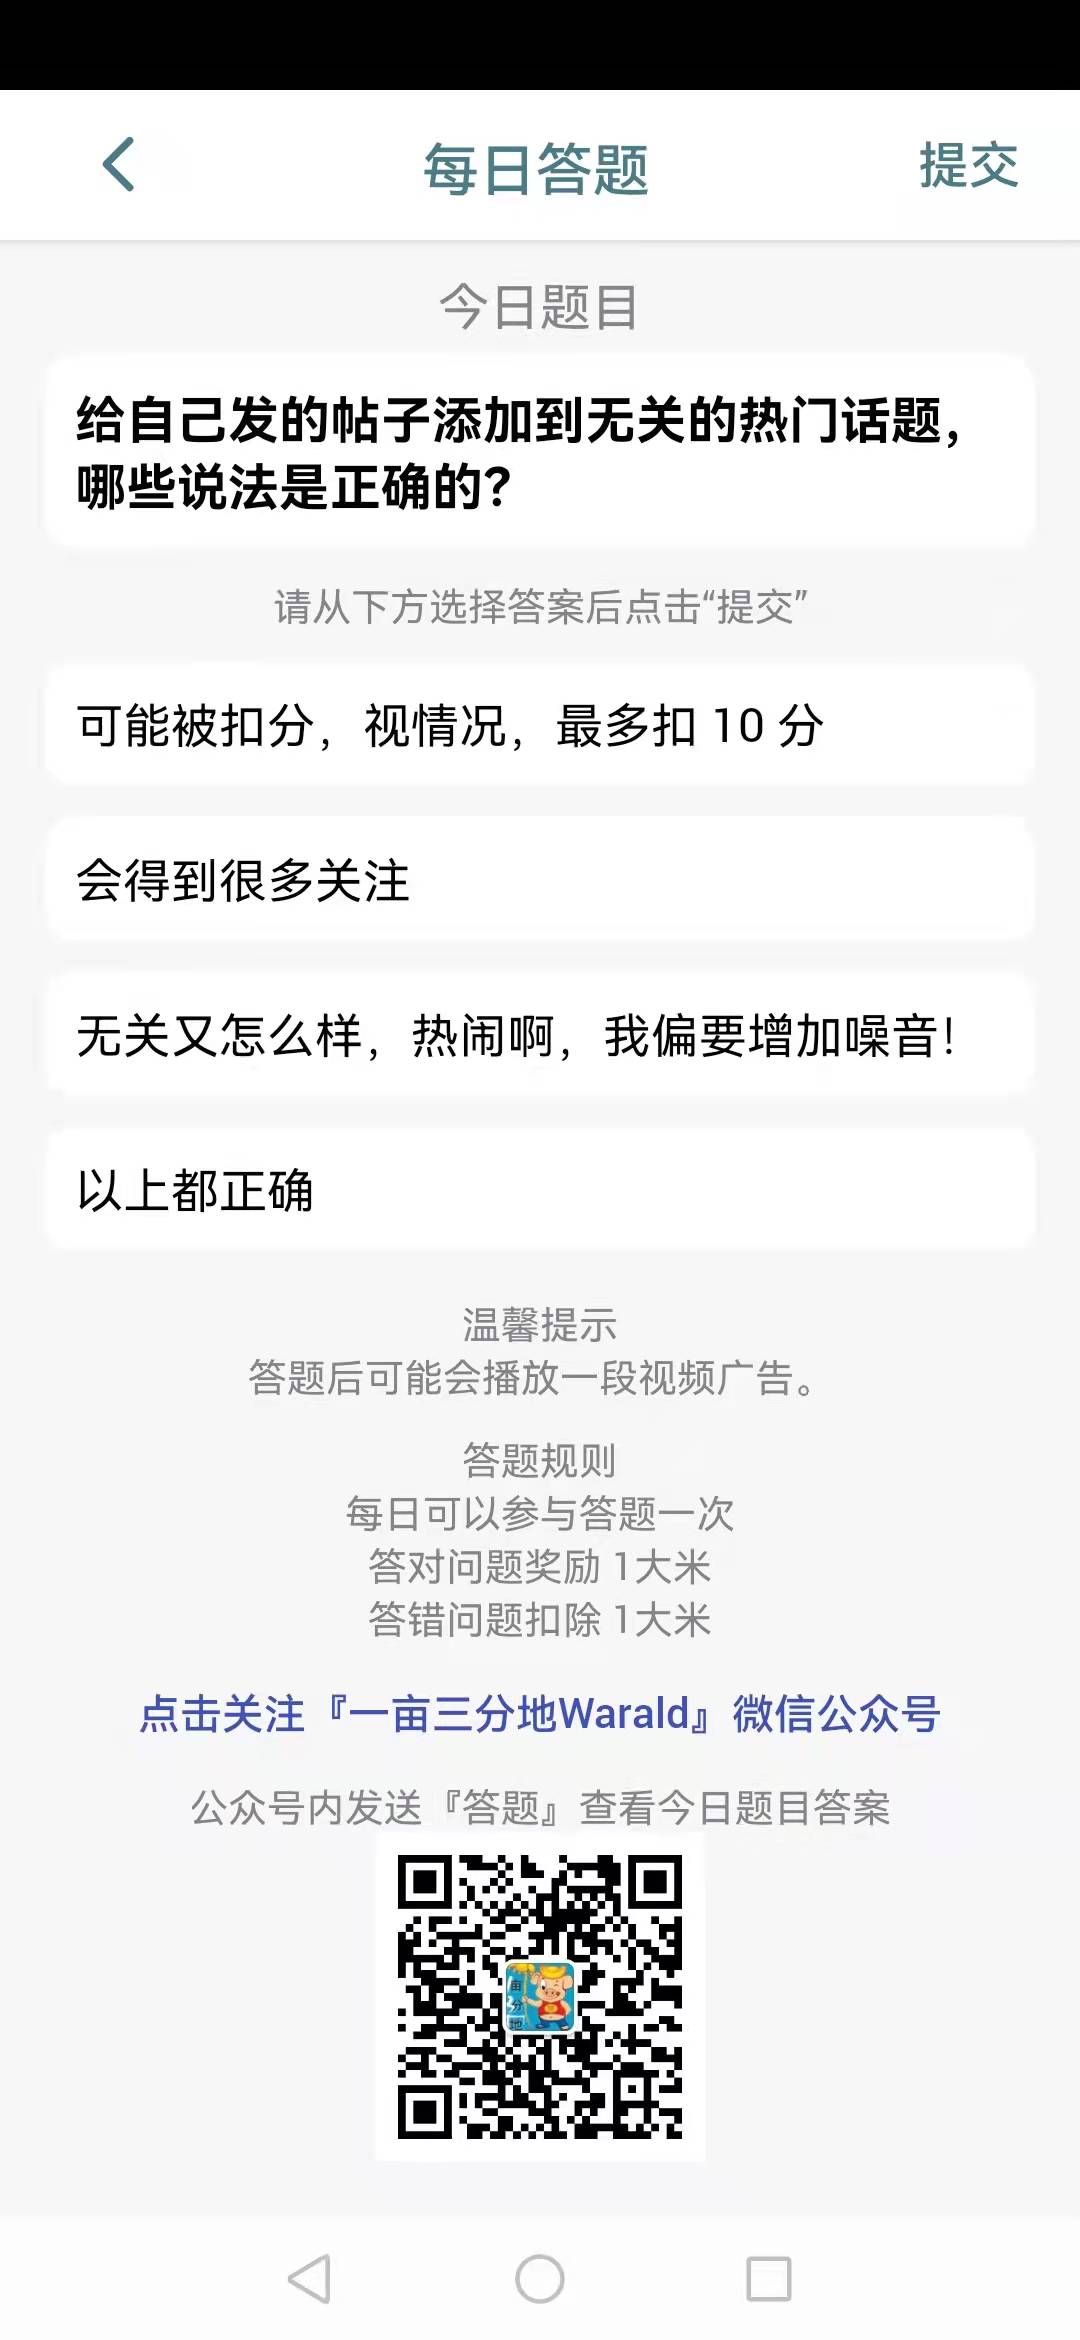 每日答题
提交
今日题目
给自己发的帖子添加到无关的热门话题，
哪些说法是正确的？
请从下方选择答案后点击“提交”
可能被扣分，视情况，最多扣 10 分
会得到很多关注
无关又怎么样，热闹啊，我偏要增加噪音！
以上都正确
温馨提示
答题后可能会播放一段视频广告。
答题规则
每日可以参与答题一次
答对问题奖励 1大米
答错问题扣除 1大米
点击关注『一亩三分地Warald』微信公众号
公众号内发送『答题』查看今日题目答案